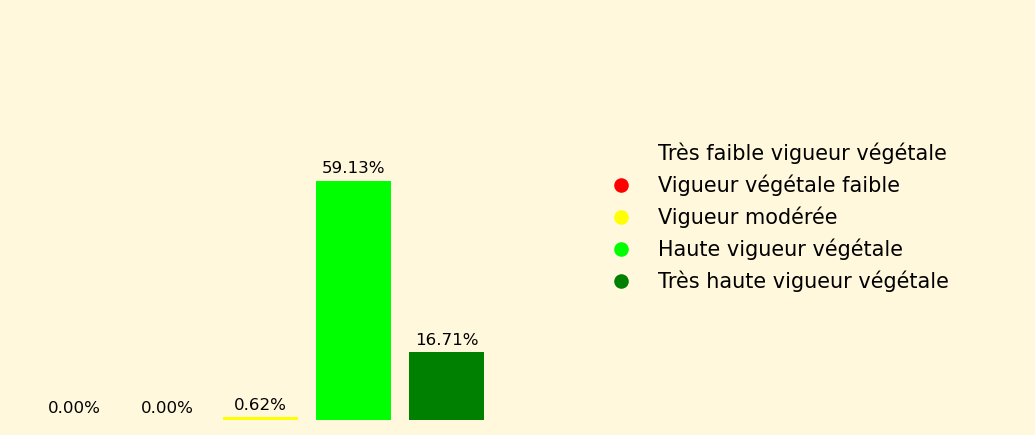 59.13%
16.71%
0.62%
0.00%
0.00%
Très faible vigueur végétale
Vigueur végétale faible
Vigueur modérée
Haute vigueur végétale
Très haute vigueur végétale